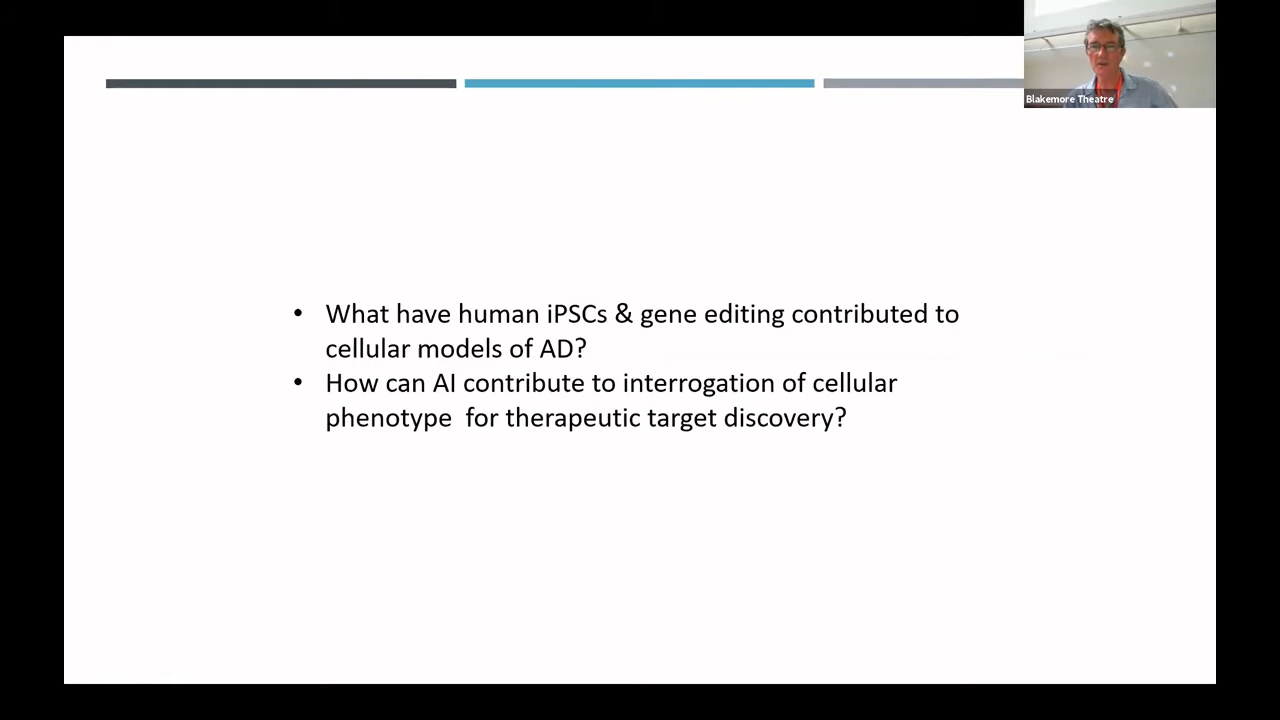 Blakemore Theatre
• What have human iPSCs & gene editing contributed to
cellular models of AD?
• How can AI contribute to interrogation of cellular
phenotype  for therapeutic target discovery?